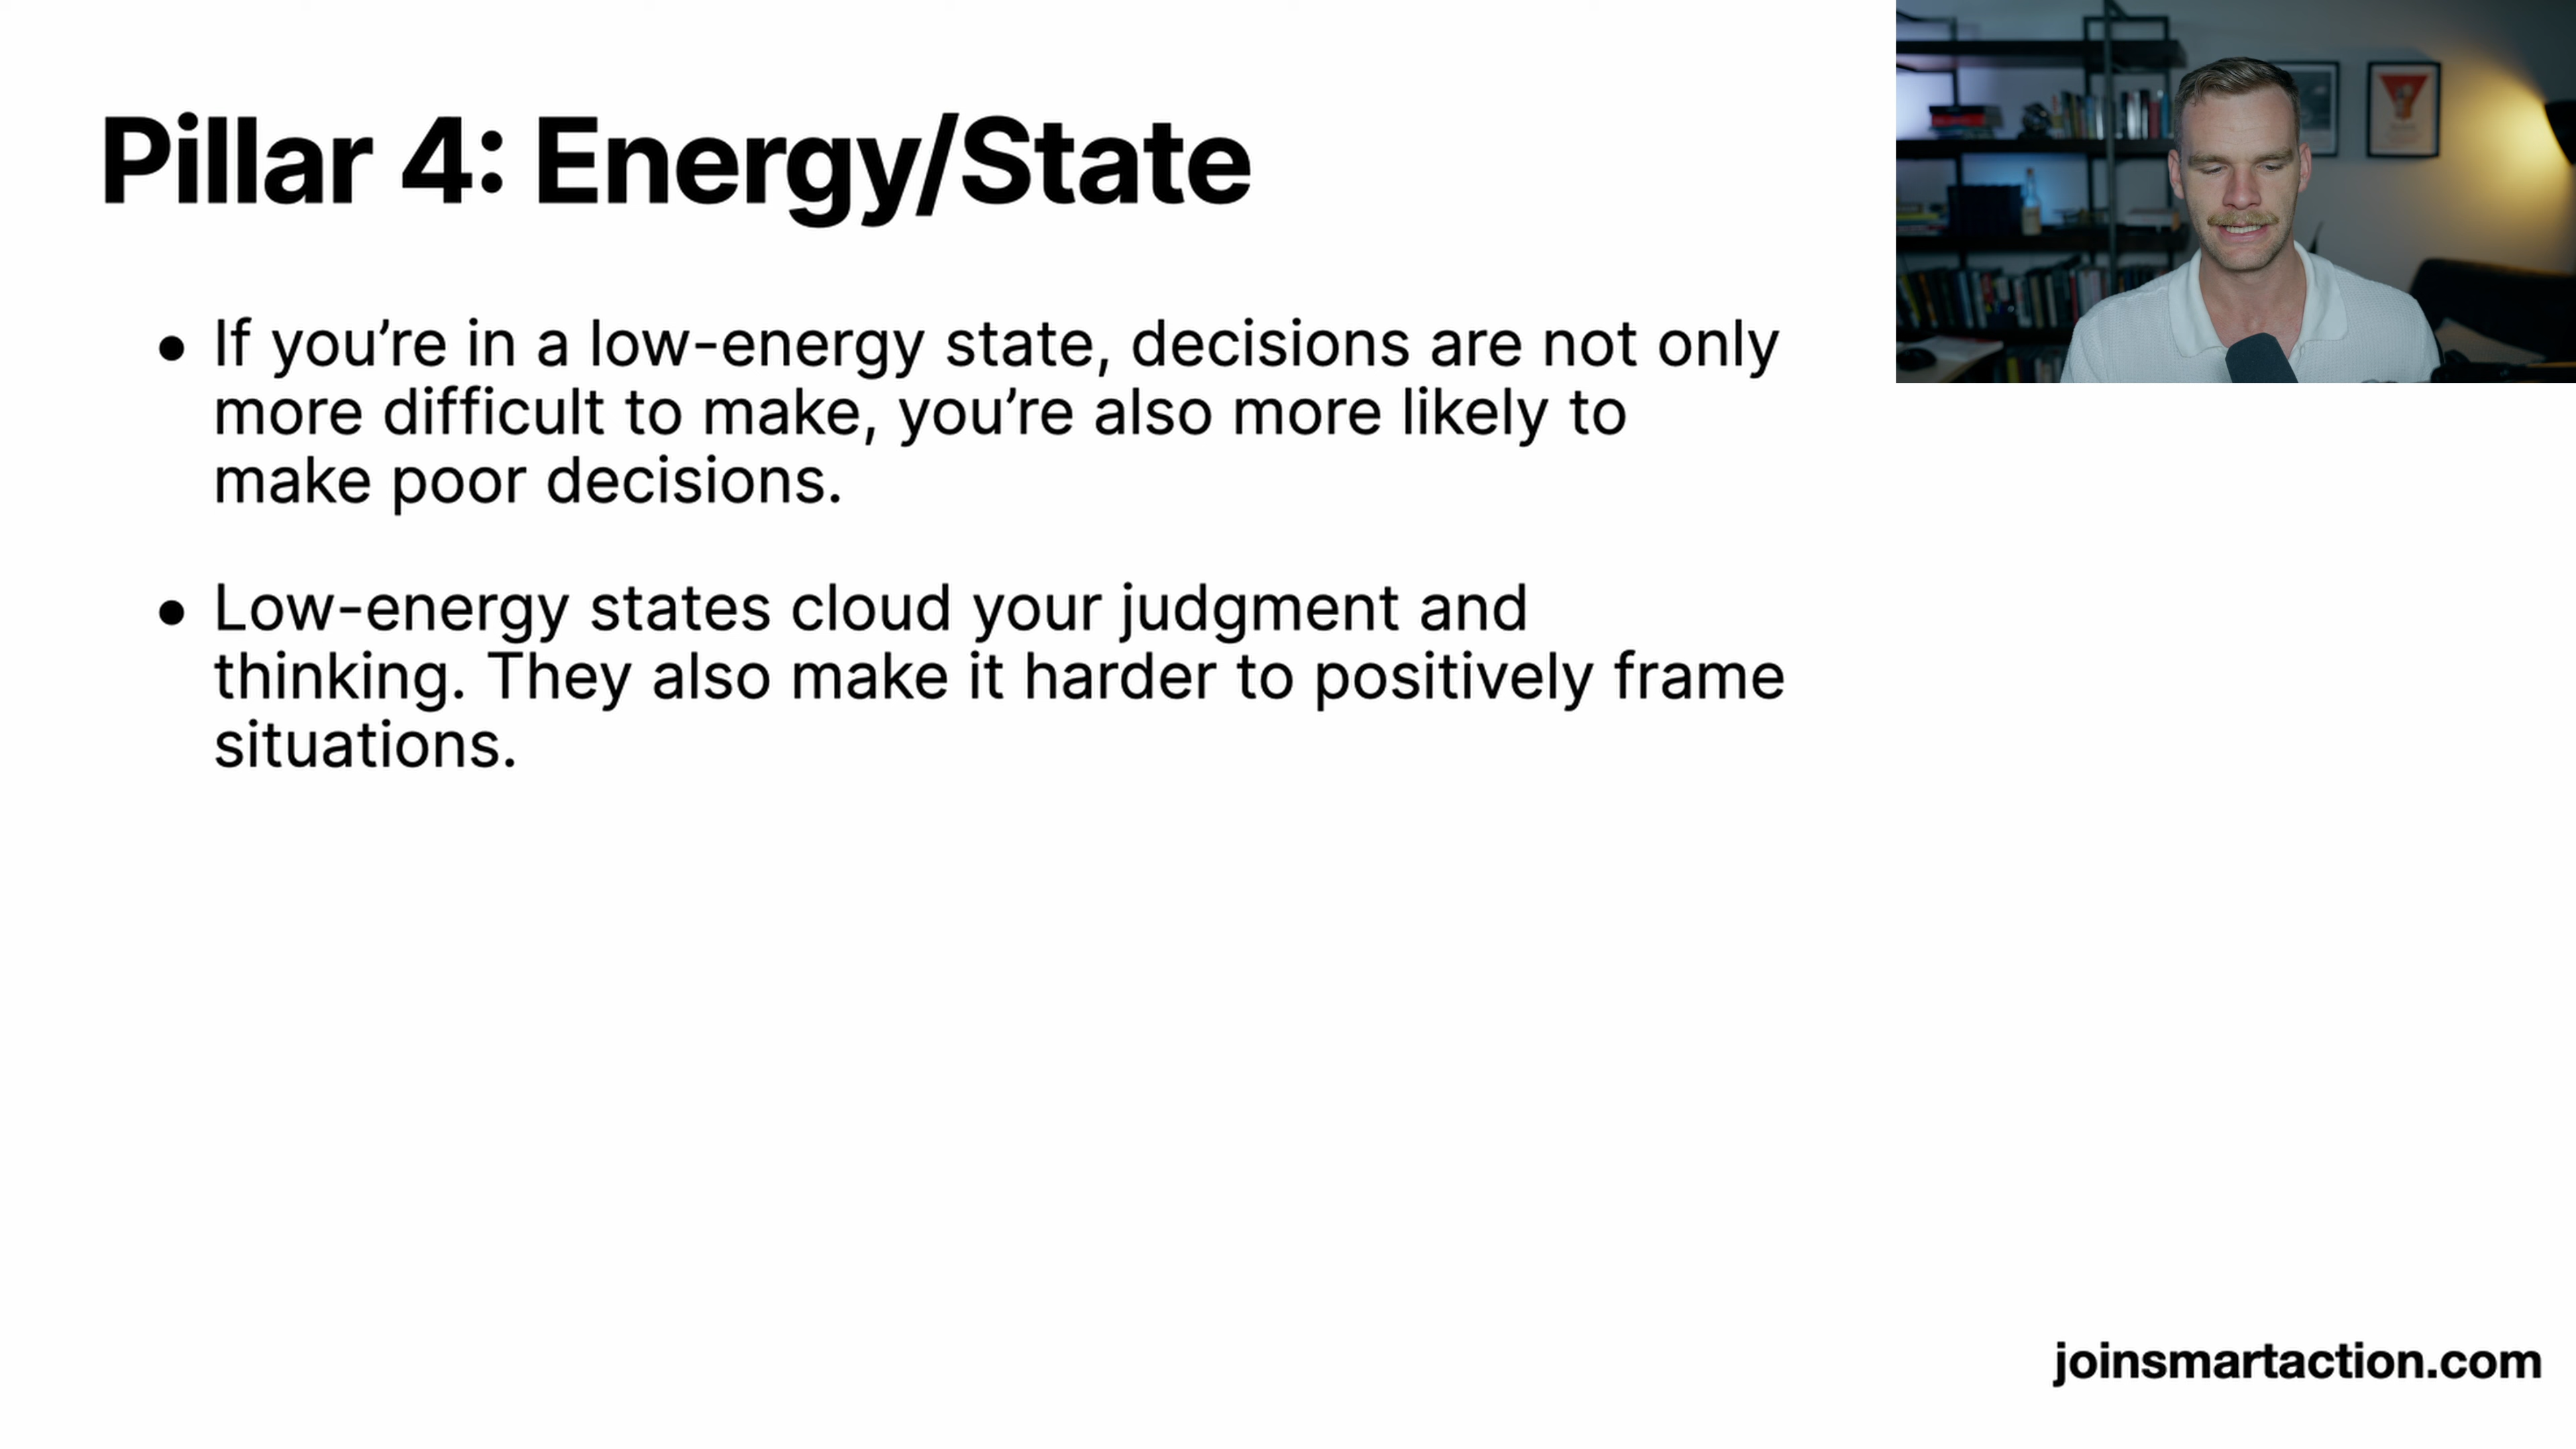 Pillar 4: Energy/State
• If you’re in a low-energy state, decisions are not only
more difficult to make, you’re also more likely to
make poor decisions.
• Low-energy states cloud your judgment and
thinking. They also make it harder to positively frame
situations.
joinsmartaction.com